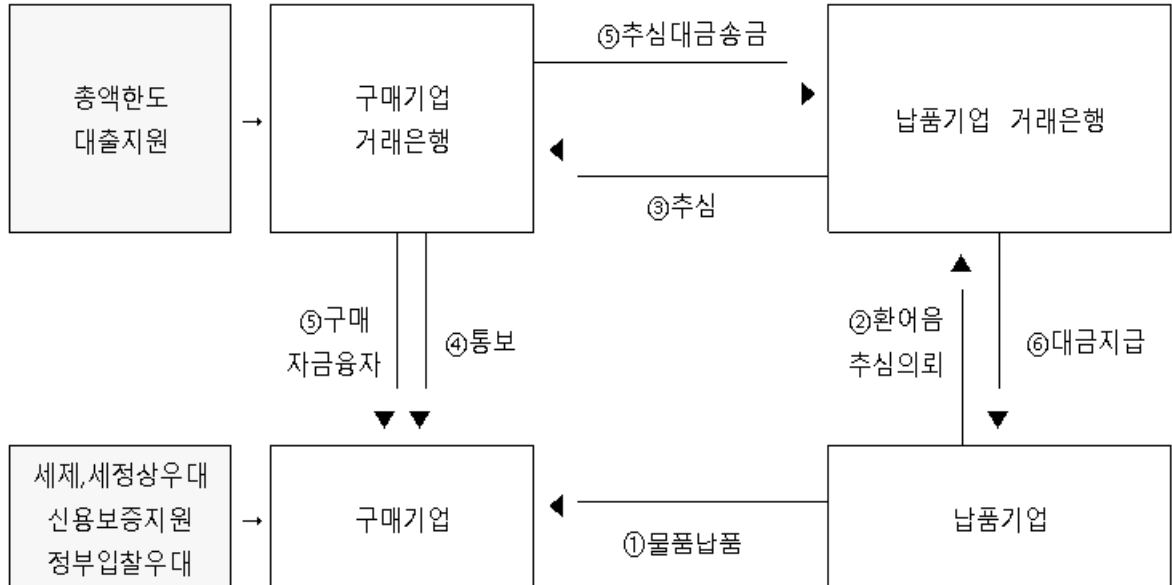 ⑤추심대금송금
총액한도
대출지원
→
구매기업
거래은행
납품기업 거래은행
③추심
⑤구매
자금융자
④통보
②환어음
추심의뢰
⑥대금지급
세제,세정상우대
신용보증지원
정부입찰우대
→
구매기업
납품기업
①물품납품